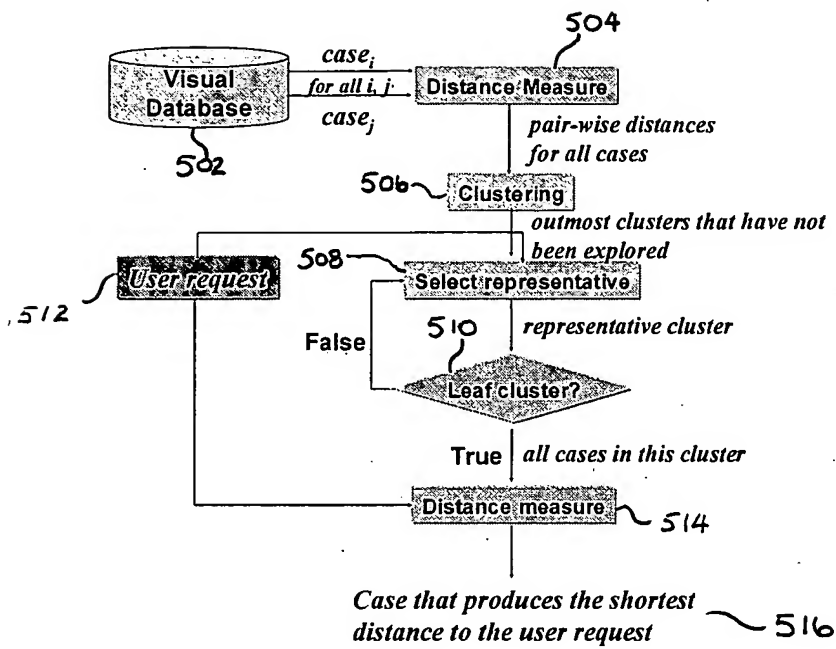 504
case i
Visual
Database
for all i, j
Distance Measure
case j
502
pair-wise distances
for all cases
506
Clustering
outmost clusters that have not
been explored
508
User request
Select representative
512
False
510
representative cluster
Leaf cluster?
True
all cases in this cluster
Distance measure
514
Case that produces the shortest
distance to the user request
516